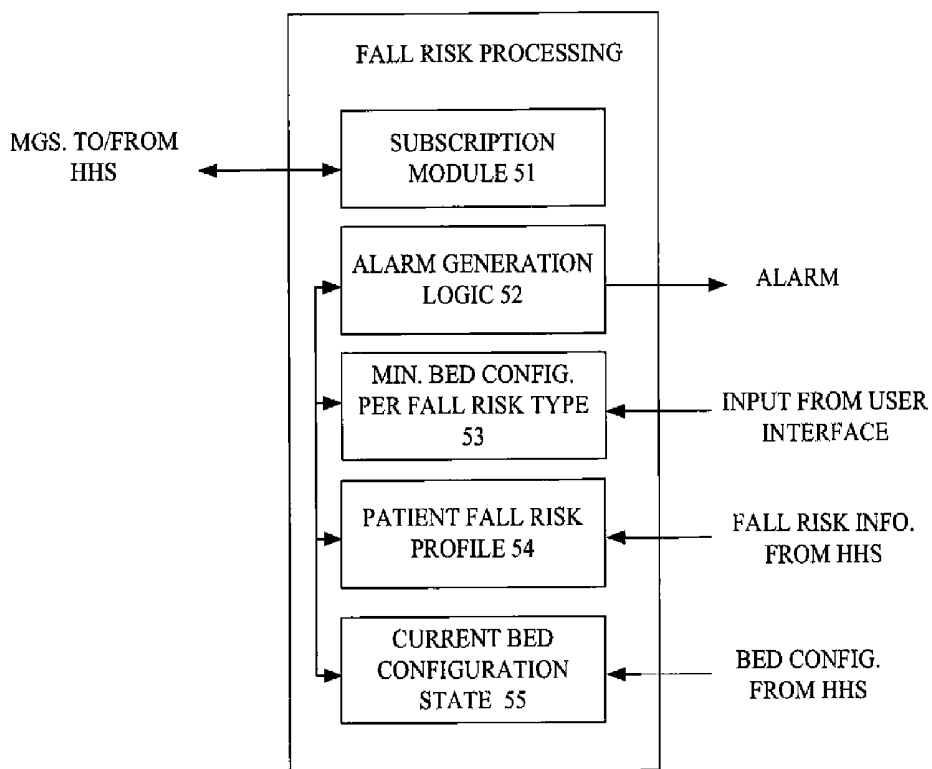 FALL RISK PROCESSING
MGS. TO/FROM
HHS
SUBSCRIPTION
MODULE 51
ALARM GENERATION
LOGIC 52
ALARM
MIN. BED CONFIG.
PER FALL RISK TYPE
53
INPUT FROM USER
INTERFACE
PATIENT FALL RISK
PROFILE 54
FALL RISK INFO.
FROM HHS
CURRENT BED
CONFIGURATION
STATE 55
BED CONFIG.
FROM HHS